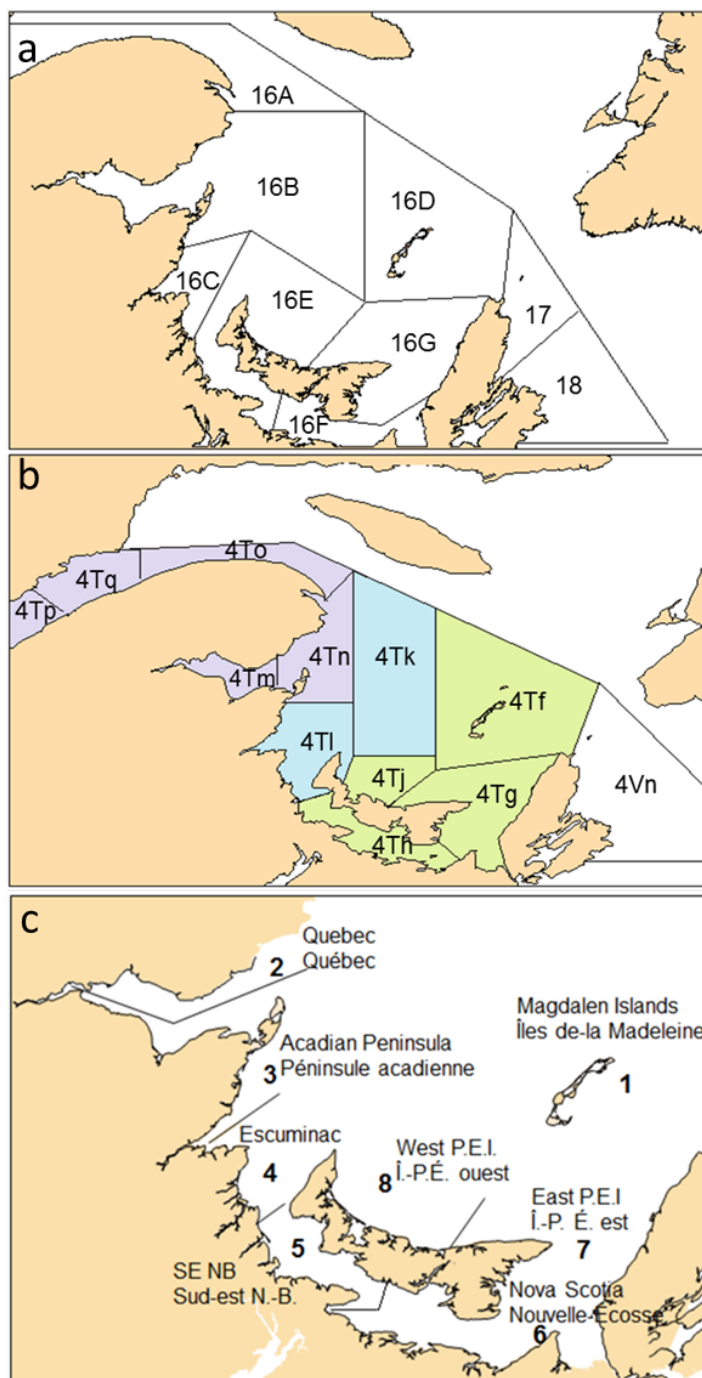 a
16A
16B
16D
16C
16E
17
16G
18
16F
b
4To
4Tq
4Tp
4Tn
4Tk
4Tm
4Tf
4Tl
4Tj
4Vn
4Tg
4Th
c
Quebec
2 Québec
Magdalen Islands
Îles de-la Madeleine
1
Acadian Peninsula
3 Péninsule acadienne
Escuminac
4
West P.E.I.
8 Î.-P.É. ouest
East P.E.I
Î.-P. É. est
7
5
SE NB
Sud-est N.-B.
Nova Scotia
Nouvelle-Ecosse
6